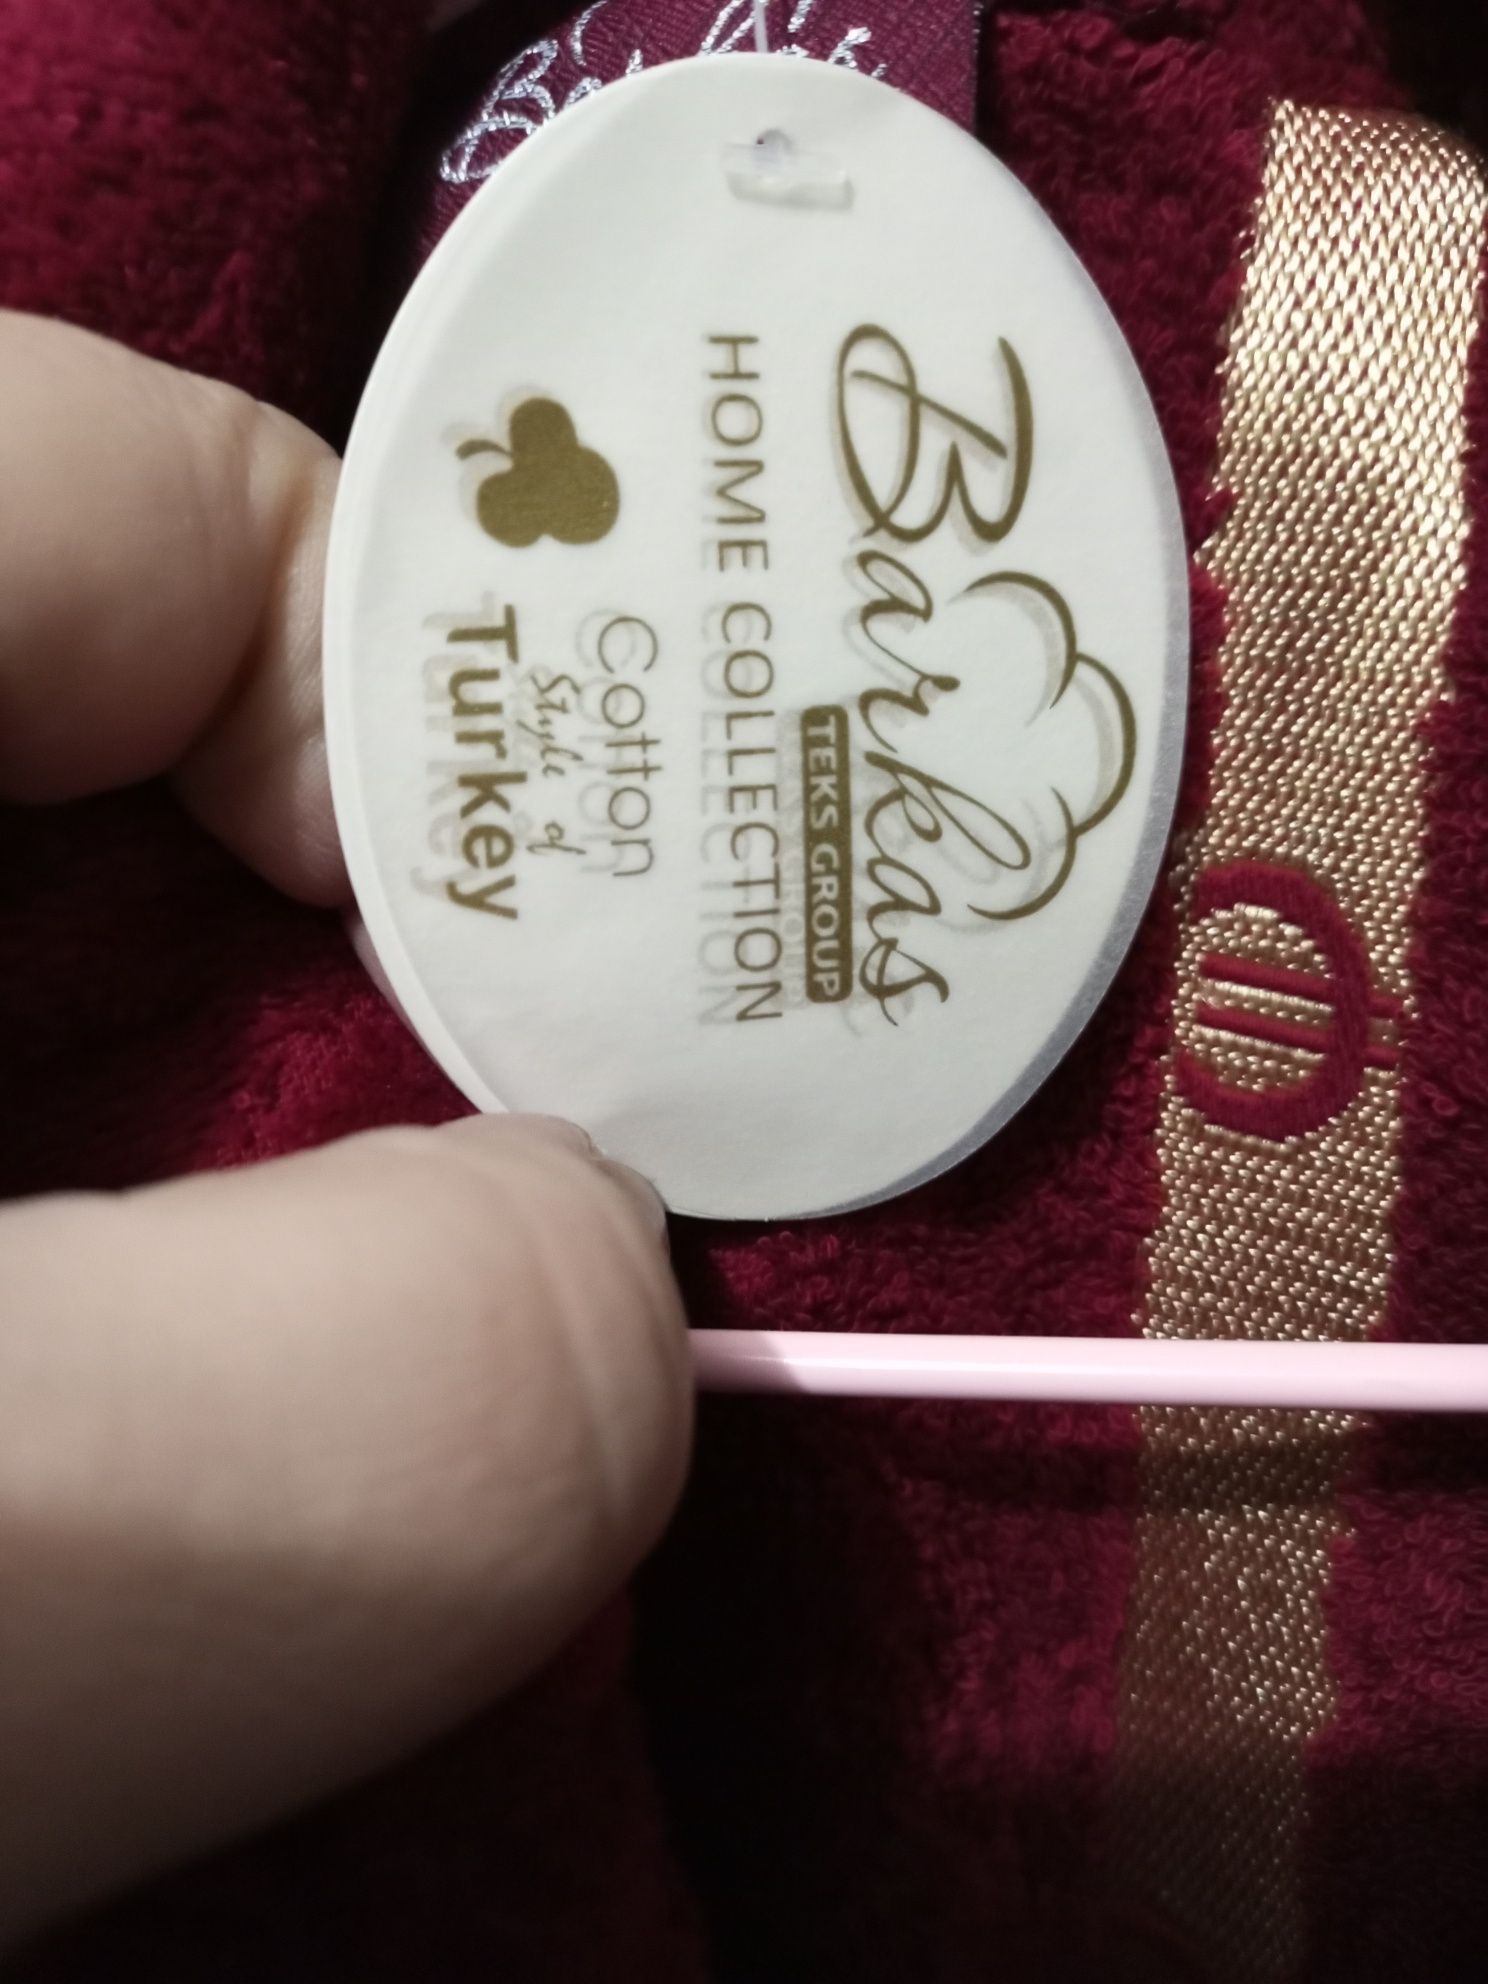 Barkas
TEKS GROUP
HOME COLLECTION
Cotton
style of
Turkey